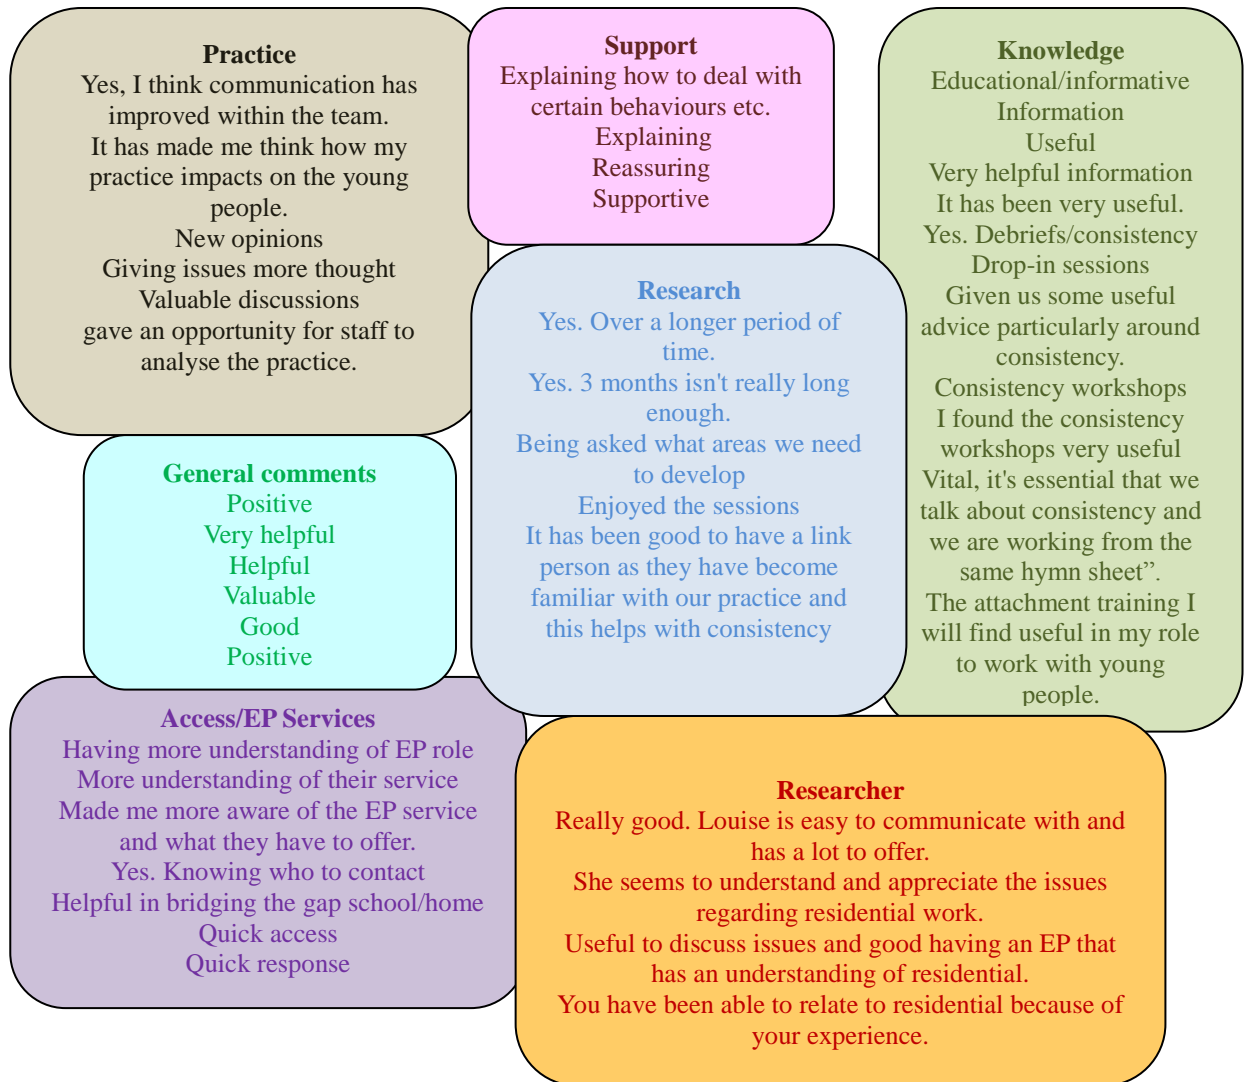 Practice
Yes, I think communication has
improved within the team.
It has made me think how my
practice impacts on the young
people.
New opinions
Giving issues more thought
Valuable discussions
gave an opportunity for staff to
analyse the practice.
Support
Explaining how to deal with
certain behaviours etc.
Explaining
Reassuring
Supportive
Knowledge
Educational/informative
Information
Useful
Very helpful information
It has been very useful.
Yes. Debriefs/consistency
Drop-in sessions
Given us some useful
advice particularly around
consistency.
Consistency workshops
I found the consistency
workshops very useful
Vital, it's essential that we
talk about consistency and
we are working from the
same hymn sheet”.
The attachment training I
will find useful in my role
to work with young
people.
Research
Yes. Over a longer period of
time.
Yes. 3 months isn't really long
enough.
Being asked what areas we need
to develop
Enjoyed the sessions
It has been good to have a link
person as they have become
familiar with our practice and
this helps with consistency
General comments
Positive
Very helpful
Helpful
Valuable
Good
Positive
Access/EP Services
Having more understanding of EP role
More understanding of their service
Made me more aware of the EP service
and what they have to offer.
Yes. Knowing who to contact
Helpful in bridging the gap school/home
Quick access
Quick response
Researcher
Really good. Louise is easy to communicate with and
has a lot to offer.
She seems to understand and appreciate the issues
regarding residential work.
Useful to discuss issues and good having an EP that
has an understanding of residential.
You have been able to relate to residential because of
your experience.